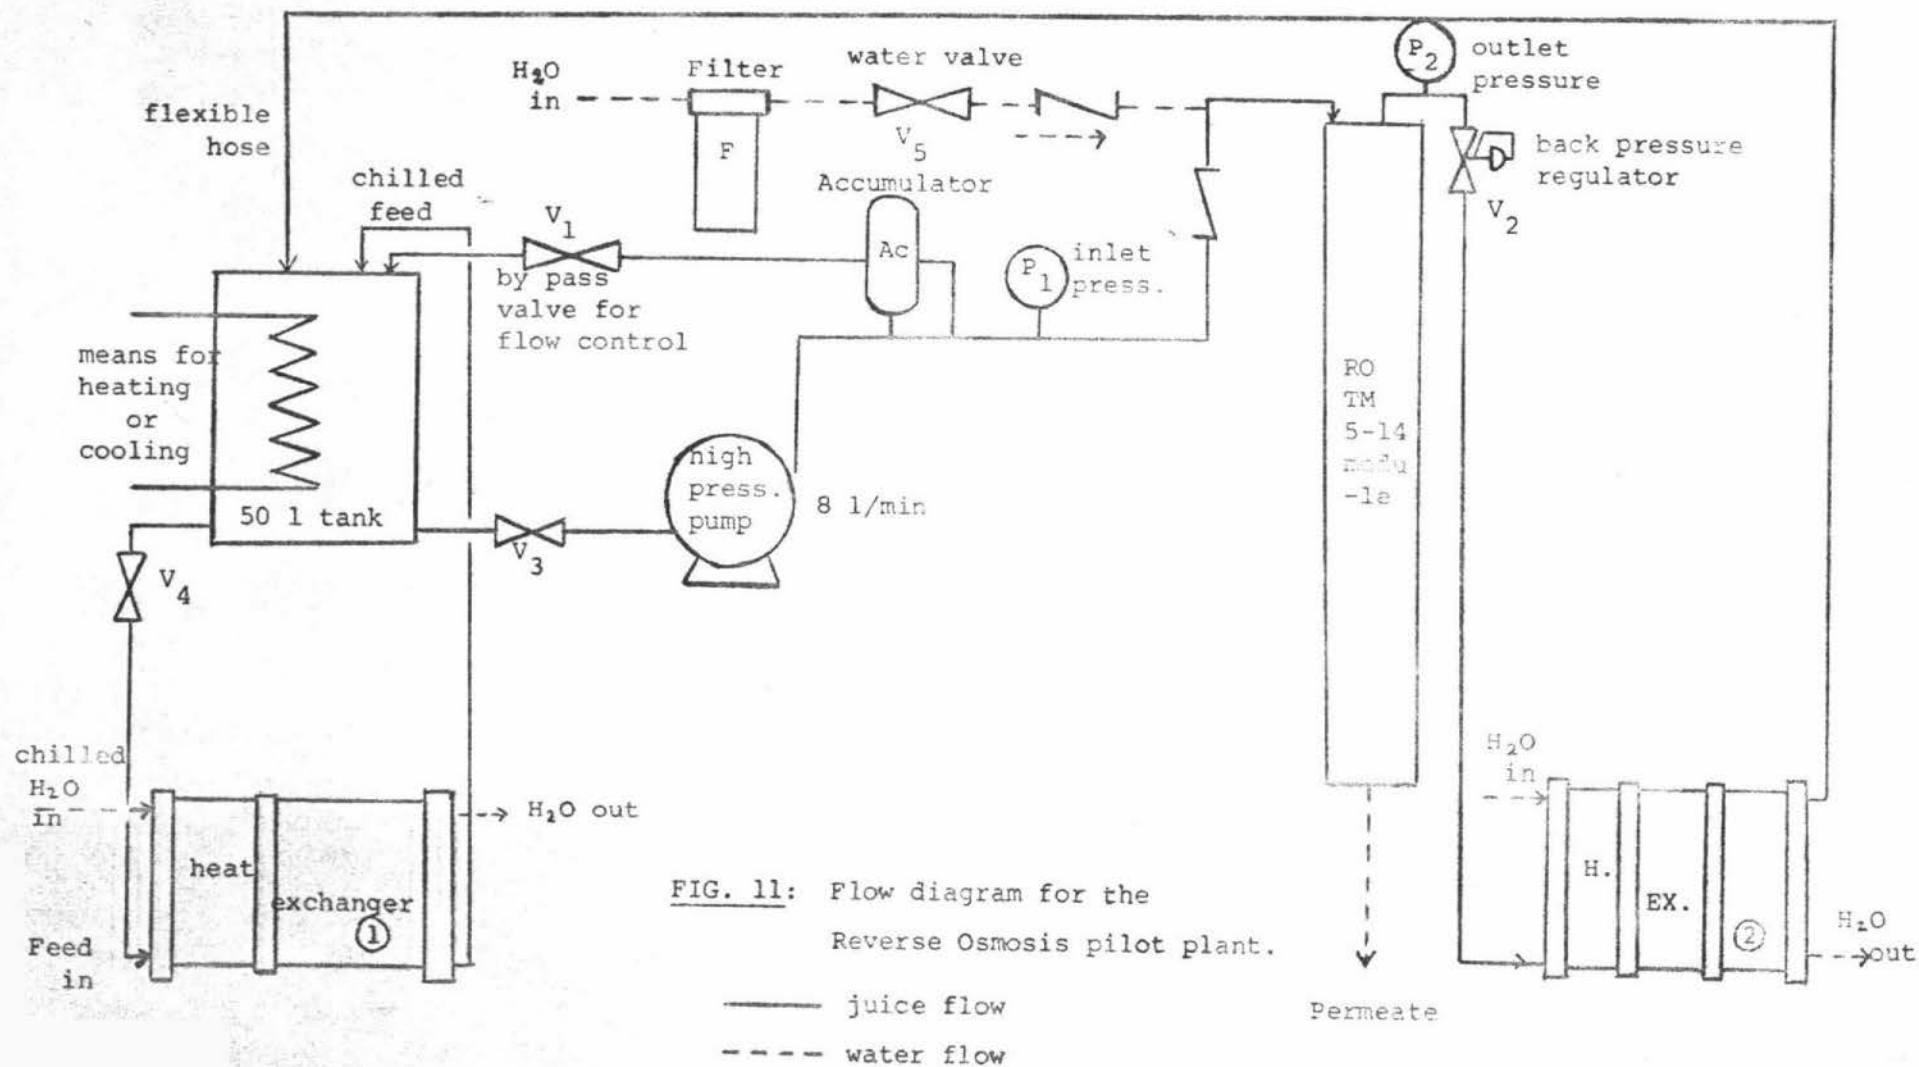 flexible
hose
H₂O
in
Filter
F
water valve
V₅
P₂
outlet
pressure
back pressure
regulator
V₂
chilled
feed
V₁
by pass
valve for
flow control
Accumulator
Ac
P₁
inlet
press.
means for
heating
or
cooling
50 l tank
V₃
high
press.
pump
8 l/min
RO
TM
5-14
modu
-le
V₄
chilled
H₂O
in
H₂O out
heat
exchanger
1
Feed
in
H₂O
in
H.
EX.
2
H₂O
out
Permeate
FIG. 11: Flow diagram for the
Reverse Osmosis pilot plant.
juice flow
water flow